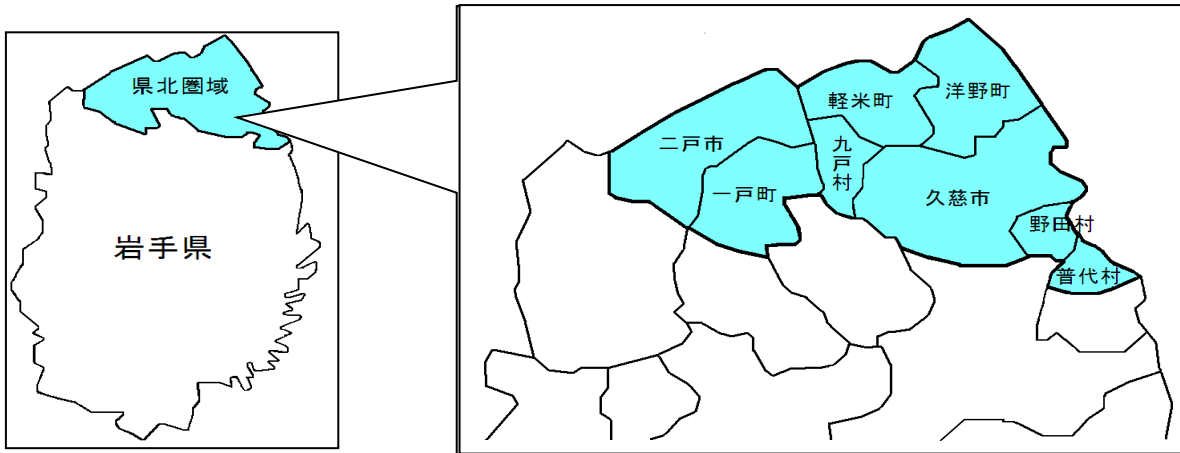 県北圏域
岩手県
洋野町
軽米町
二戸市
九戸村
一戸町
久慈市
野田村
普代村